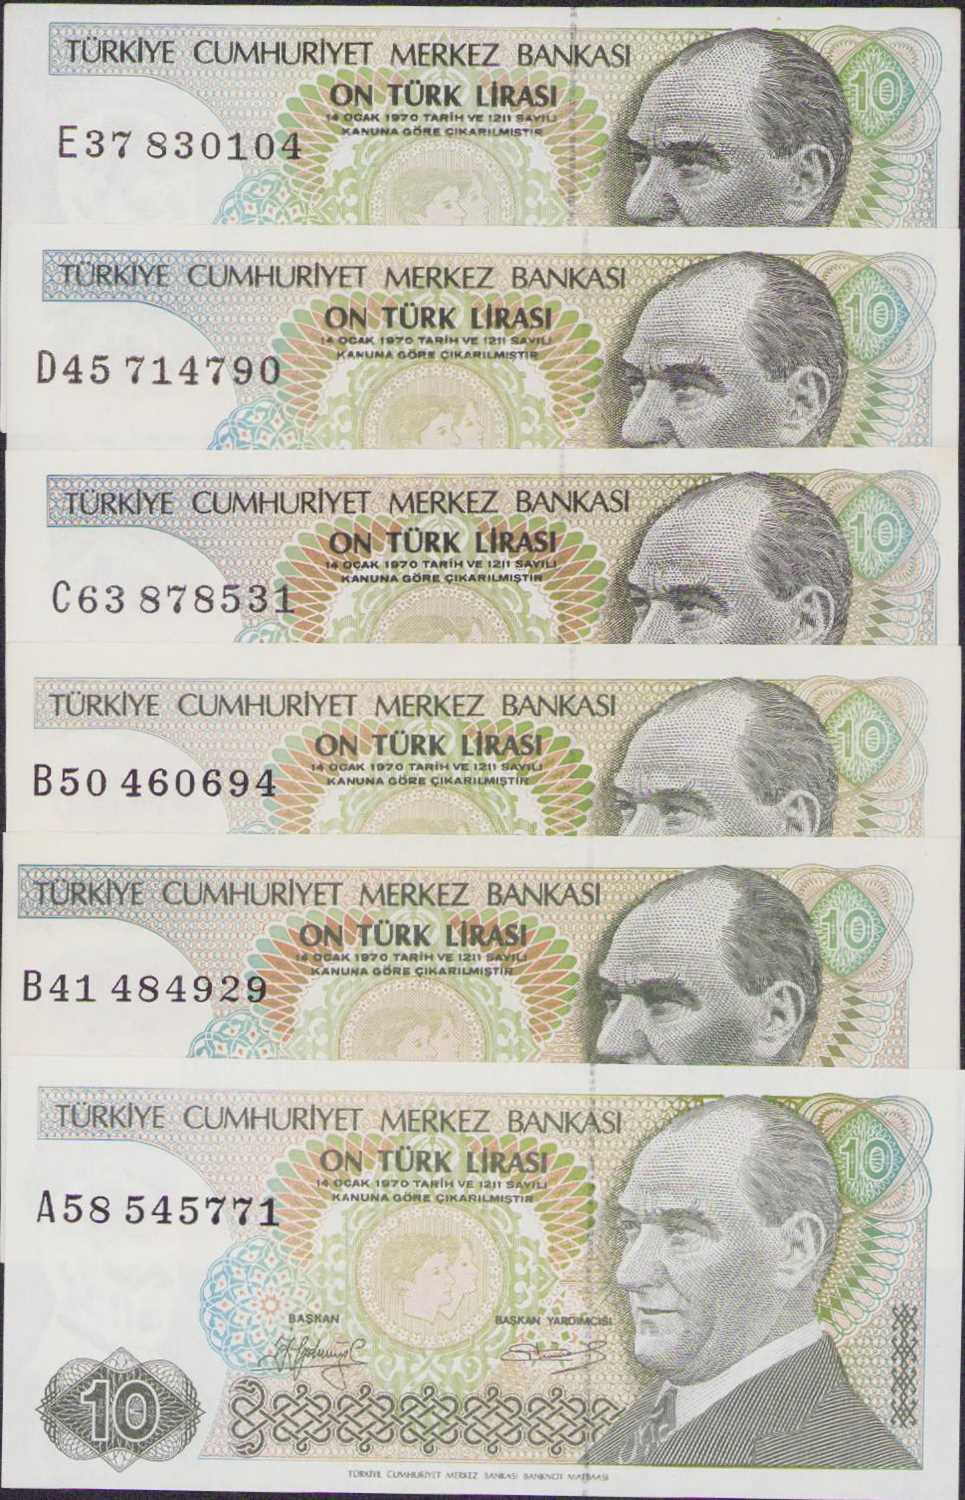 TÜRKİYE CUMHURİYET MERKEZ BANKASI
10
ON TÜRK LİRASI
14 OCAK 1970 TARİH VE 1211 SAYILI
KANUNA GÖRE ÇIKARILMIŞTIR
E37 830104
TÜRKİYE CUMHURİYET MERKEZ BANKASI
10
ON TÜRK LİRASI
14 OCAK 1970 TARİH VE 1211 SAYILI
KANUNA GÖRE ÇIKARILMIŞTIR
D45 714790
TÜRKİYE CUMHURİYET MERKEZ BANKASI
10
ON TÜRK LİRASI
14 OCAK 1970 TARİH VE 1211 SAYILI
KANUNA GÖRE ÇIKARILMIŞTIR
C63 878531
TÜRKİYE CUMHURİYET MERKEZ BANKASI
10
ON TÜRK LİRASI
14 OCAK 1970 TARİH VE 1211 SAYILI
KANUNA GÖRE ÇIKARILMIŞTIR
B50 460694
TÜRKİYE CUMHURİYET MERKEZ BANKASI
10
ON TÜRK LİRASI
14 OCAK 1970 TARİH VE 1211 SAYILI
KANUNA GÖRE ÇIKARILMIŞTIR
B41 484929
TÜRKİYE CUMHURİYET MERKEZ BANKASI
10
ON TÜRK LİRASI
14 OCAK 1970 TARİH VE 1211 SAYILI
KANUNA GÖRE ÇIKARILMIŞTIR
A58 545771
BAŞKAN
BAŞKAN YARDIMCISI
10
TÜRKİYE CUMHURİYET MERKEZ BANKASI BANKNOT MATBAASI